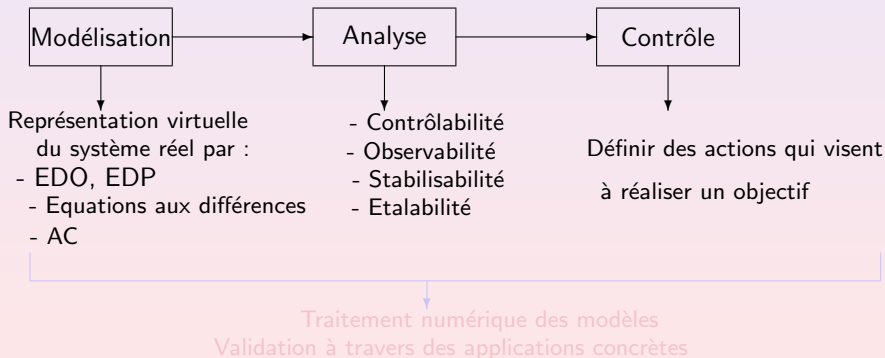 Modélisation
Analyse
Contrôle
Représentation virtuelle
du système réel par :
- EDO, EDP
- Equations aux différences
- AC
- Contrôlabilité
- Observabilité
- Stabilisabilité
- Etalabilité
Définir des actions qui visent
à réaliser un objectif
Traitement numérique des modèles
Validation à travers des applications concrètes